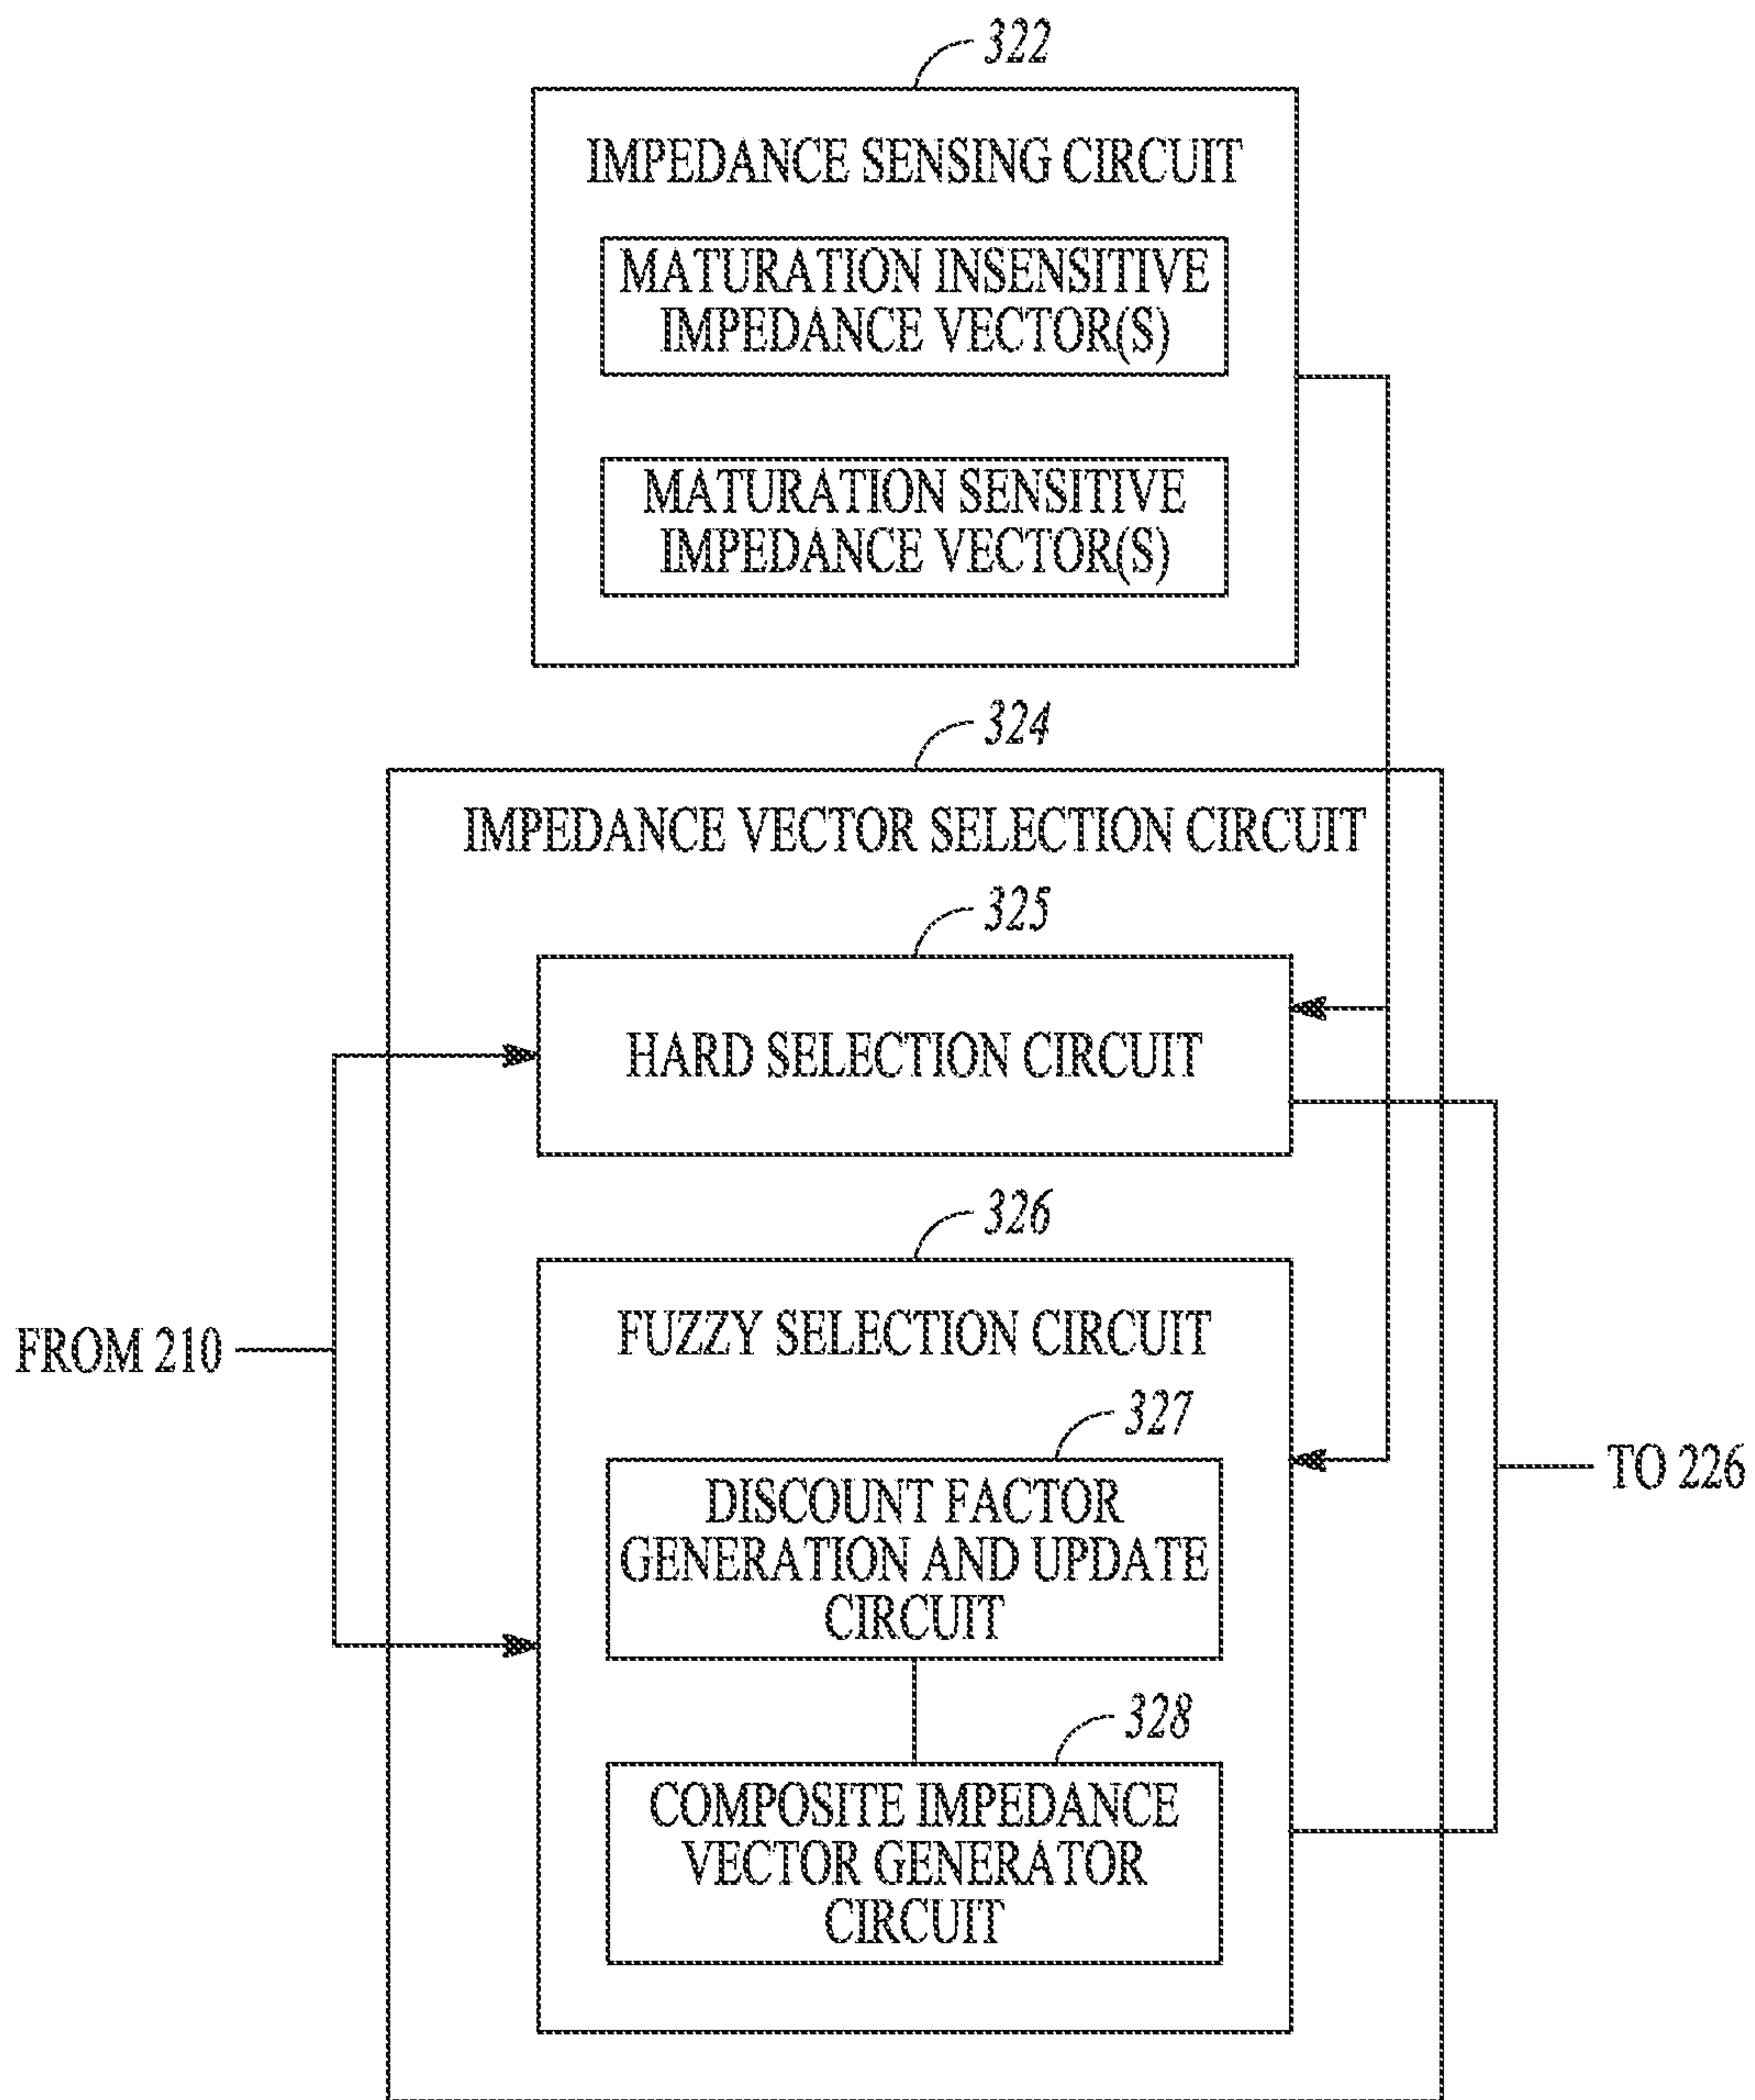 322
IMPEDANCE SENSING CIRCUIT
MATURATION INSENSITIVE
IMPEDANCE VECTOR(S)
MATURATION SENSITIVE
IMPEDANCE VECTOR(S)
324
IMPEDANCE VECTOR SELECTION CIRCUIT
325
HARD SELECTION CIRCUIT
326
FUZZY SELECTION CIRCUIT
FROM 210
327
DISCOUNT FACTOR
GENERATION AND UPDATE
CIRCUIT
TO 226
328
COMPOSITE IMPEDANCE
VECTOR GENERATOR
CIRCUIT